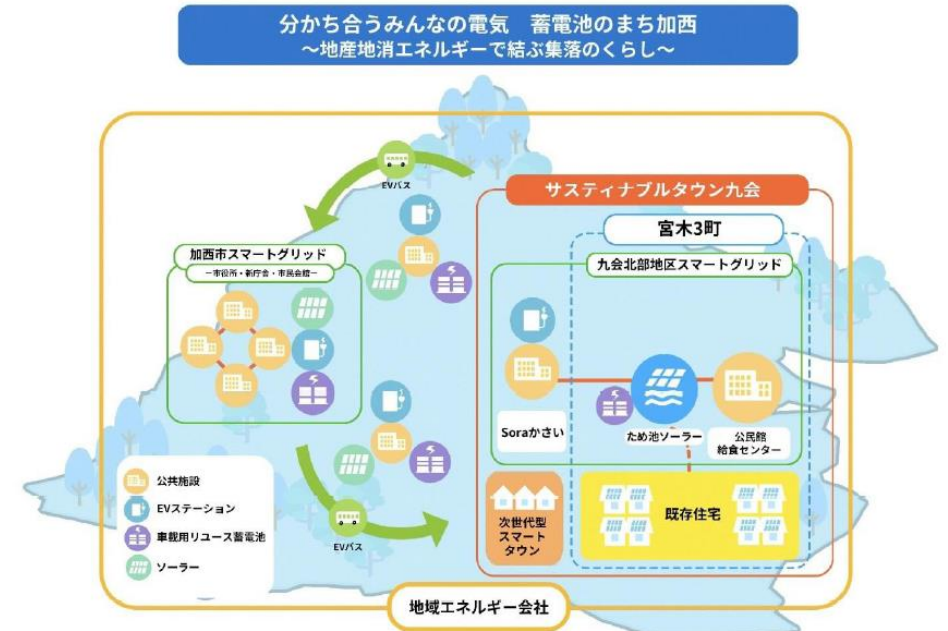 分かち合うみんなの電気　蓄電池のまち加西
～地産地消エネルギーで結ぶ集落のくらし～
EVバス
サスティナブルタウン九会
宮木3町
加西市スマートグリッド
ー市役所・新庁舎・市民会館ー
九会北部地区スマートグリッド
Soraかさい
ため池ソーラー
公民館
給食センター
公共施設
EVステーション
車載用リユース蓄電池
ソーラー
EVバス
次世代型
スマート
タウン
既存住宅
地域エネルギー会社